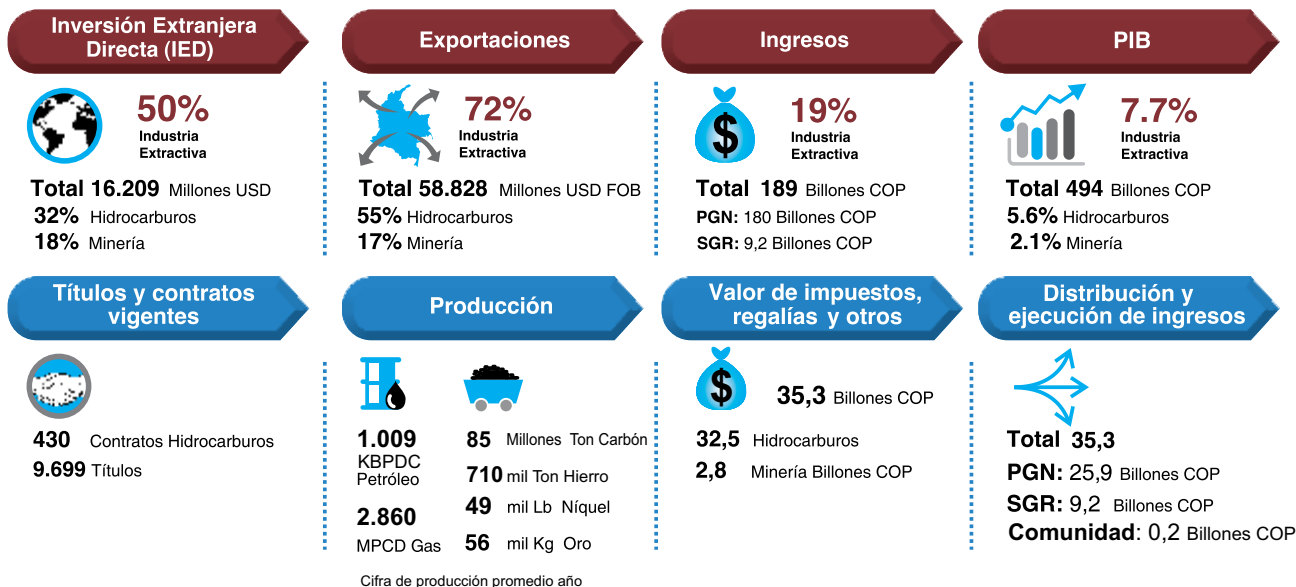 Inversión Extranjera
Directa (IED)
50%
Industria
Extractiva
Total 16.209 Millones USD
32% Hidrocarburos
18% Minería
Exportaciones
72%
Industria
Extractiva
Total 58.828 Millones USD FOB
55% Hidrocarburos
17% Minería
Ingresos
$
19%
Industria
Extractiva
Total 189 Billones COP
PGN: 180 Billones COP
SGR: 9,2 Billones COP
PIB
7.7%
Industria
Extractiva
Total 494 Billones COP
5.6% Hidrocarburos
2.1% Minería
Títulos y contratos
vigentes
430 Contratos Hidrocarburos
9.699 Títulos
Producción
1.009
KBPDC
Petróleo
2.860
MPCD Gas
85 Millones Ton Carbón
710 mil Ton Hierro
49 mil Lb Níquel
56 mil Kg Oro
Cifra de producción promedio año
Valor de impuestos,
regalías y otros
$
35,3 Billones COP
32,5 Hidrocarburos
2,8 Minería Billones COP
Distribución y
ejecución de ingresos
Total 35,3
PGN: 25,9 Billones COP
SGR: 9,2 Billones COP
Comunidad: 0,2 Billones COP